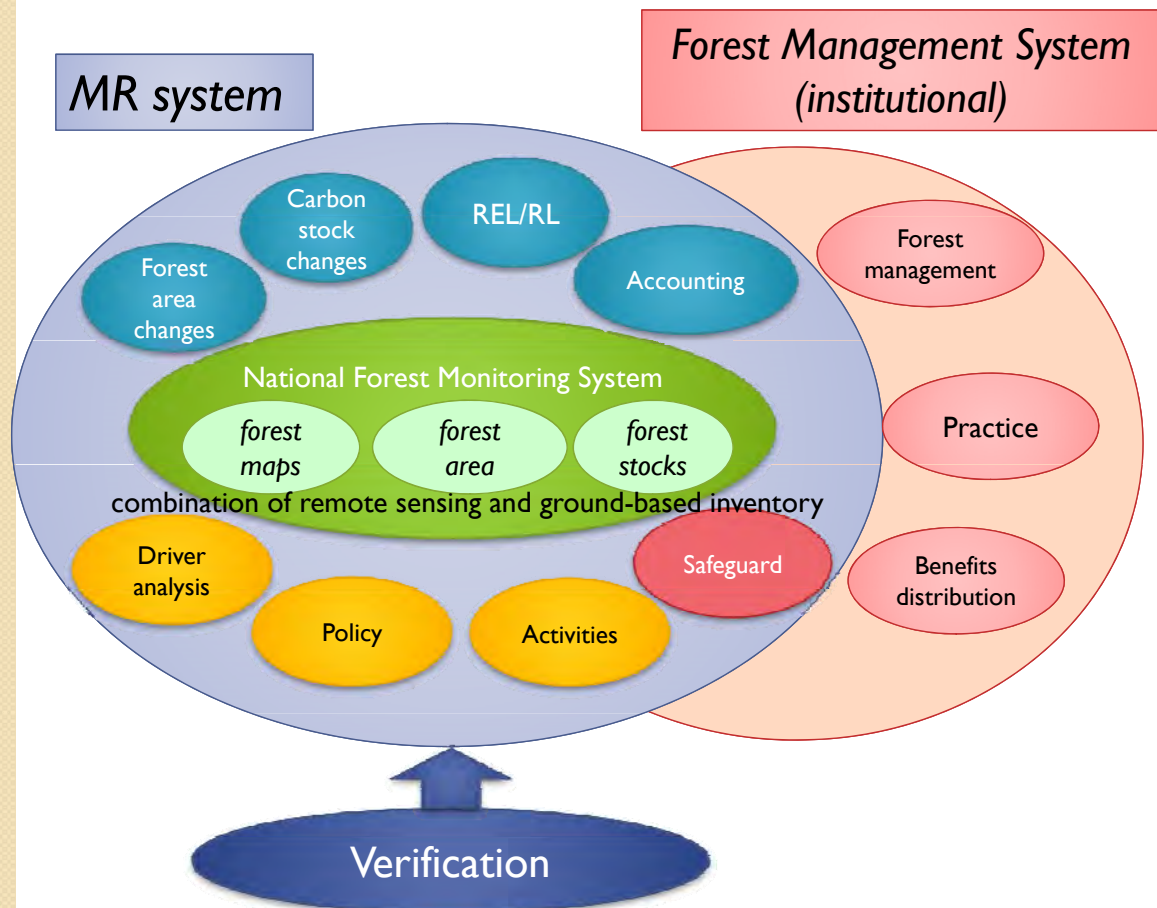 MR system
Forest Management System
(institutional)
Carbon
stock
changes
REL/RL
Forest
area
changes
Accounting
Forest
management
National Forest Monitoring System
forest
maps
forest
area
forest
stocks
Practice
combination of remote sensing and ground-based inventory
Driver
analysis
Safeguard
Benefits
distribution
Policy
Activities
Verification